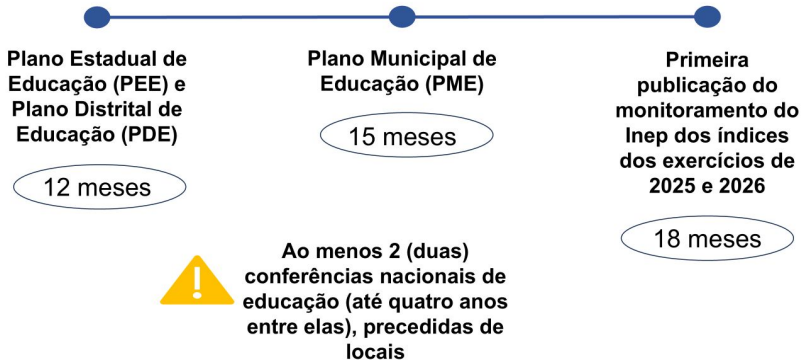 Plano Estadual de
Educação (PEE) e
Plano Distrital de
Educação (PDE)
12 meses
Plano Municipal de
Educação (PME)
15 meses
Primeira
publicação do
monitoramento do
Inep dos índices
dos exercícios de
2025 e 2026
18 meses
!
Ao menos 2 (duas)
conferências nacionais de
educação (até quatro anos
entre elas), precedidas de
locais